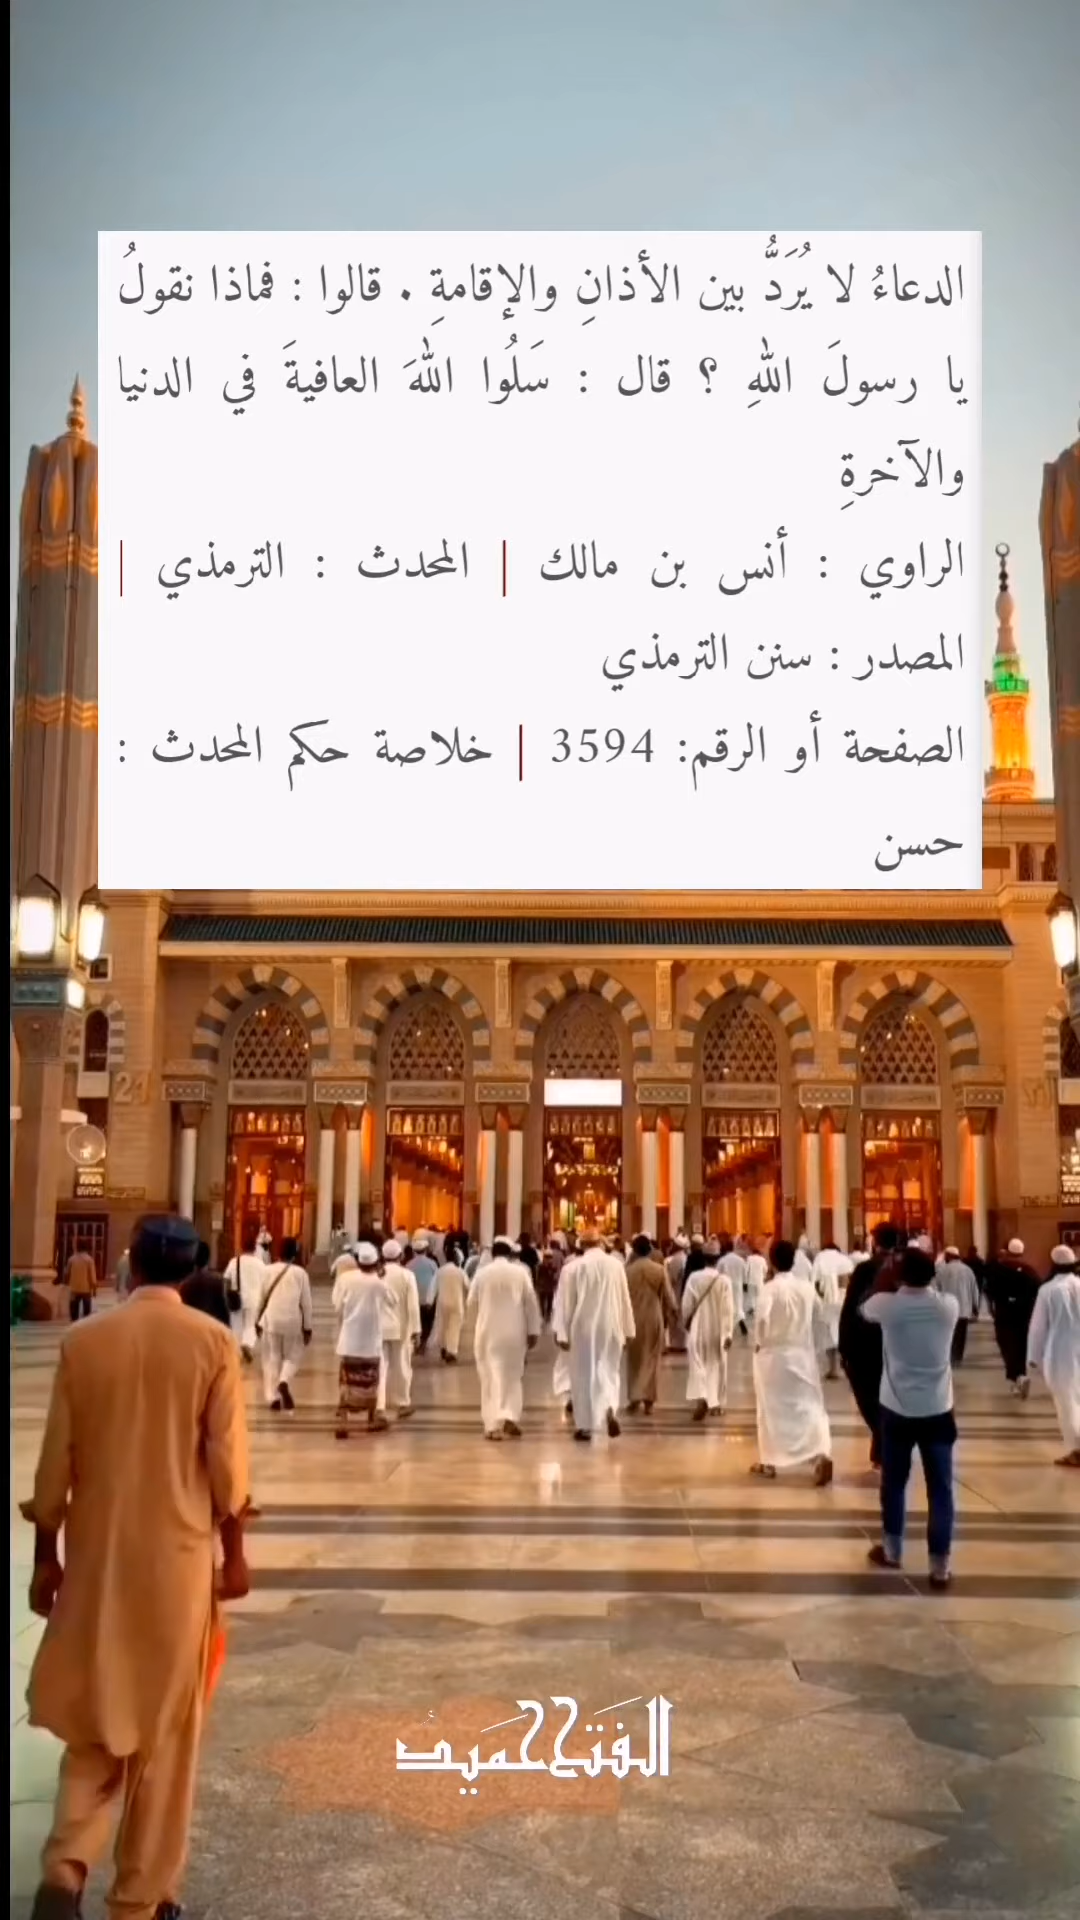 الدعاءُ لا يُرَدُّ بين الأذانِ والإقامةِ . قالوا : فماذا نقولُ
يا رسولَ اللهِ ؟ قال : سَلُوا اللهَ العافيةَ في الدنيا
والآخرةِ
الراوي : أنس بن مالك | المحدث : الترمذي |
المصدر : سنن الترمذي
الصفحة أو الرقم: 3594 | خلاصة حكم المحدث :
حسن
21